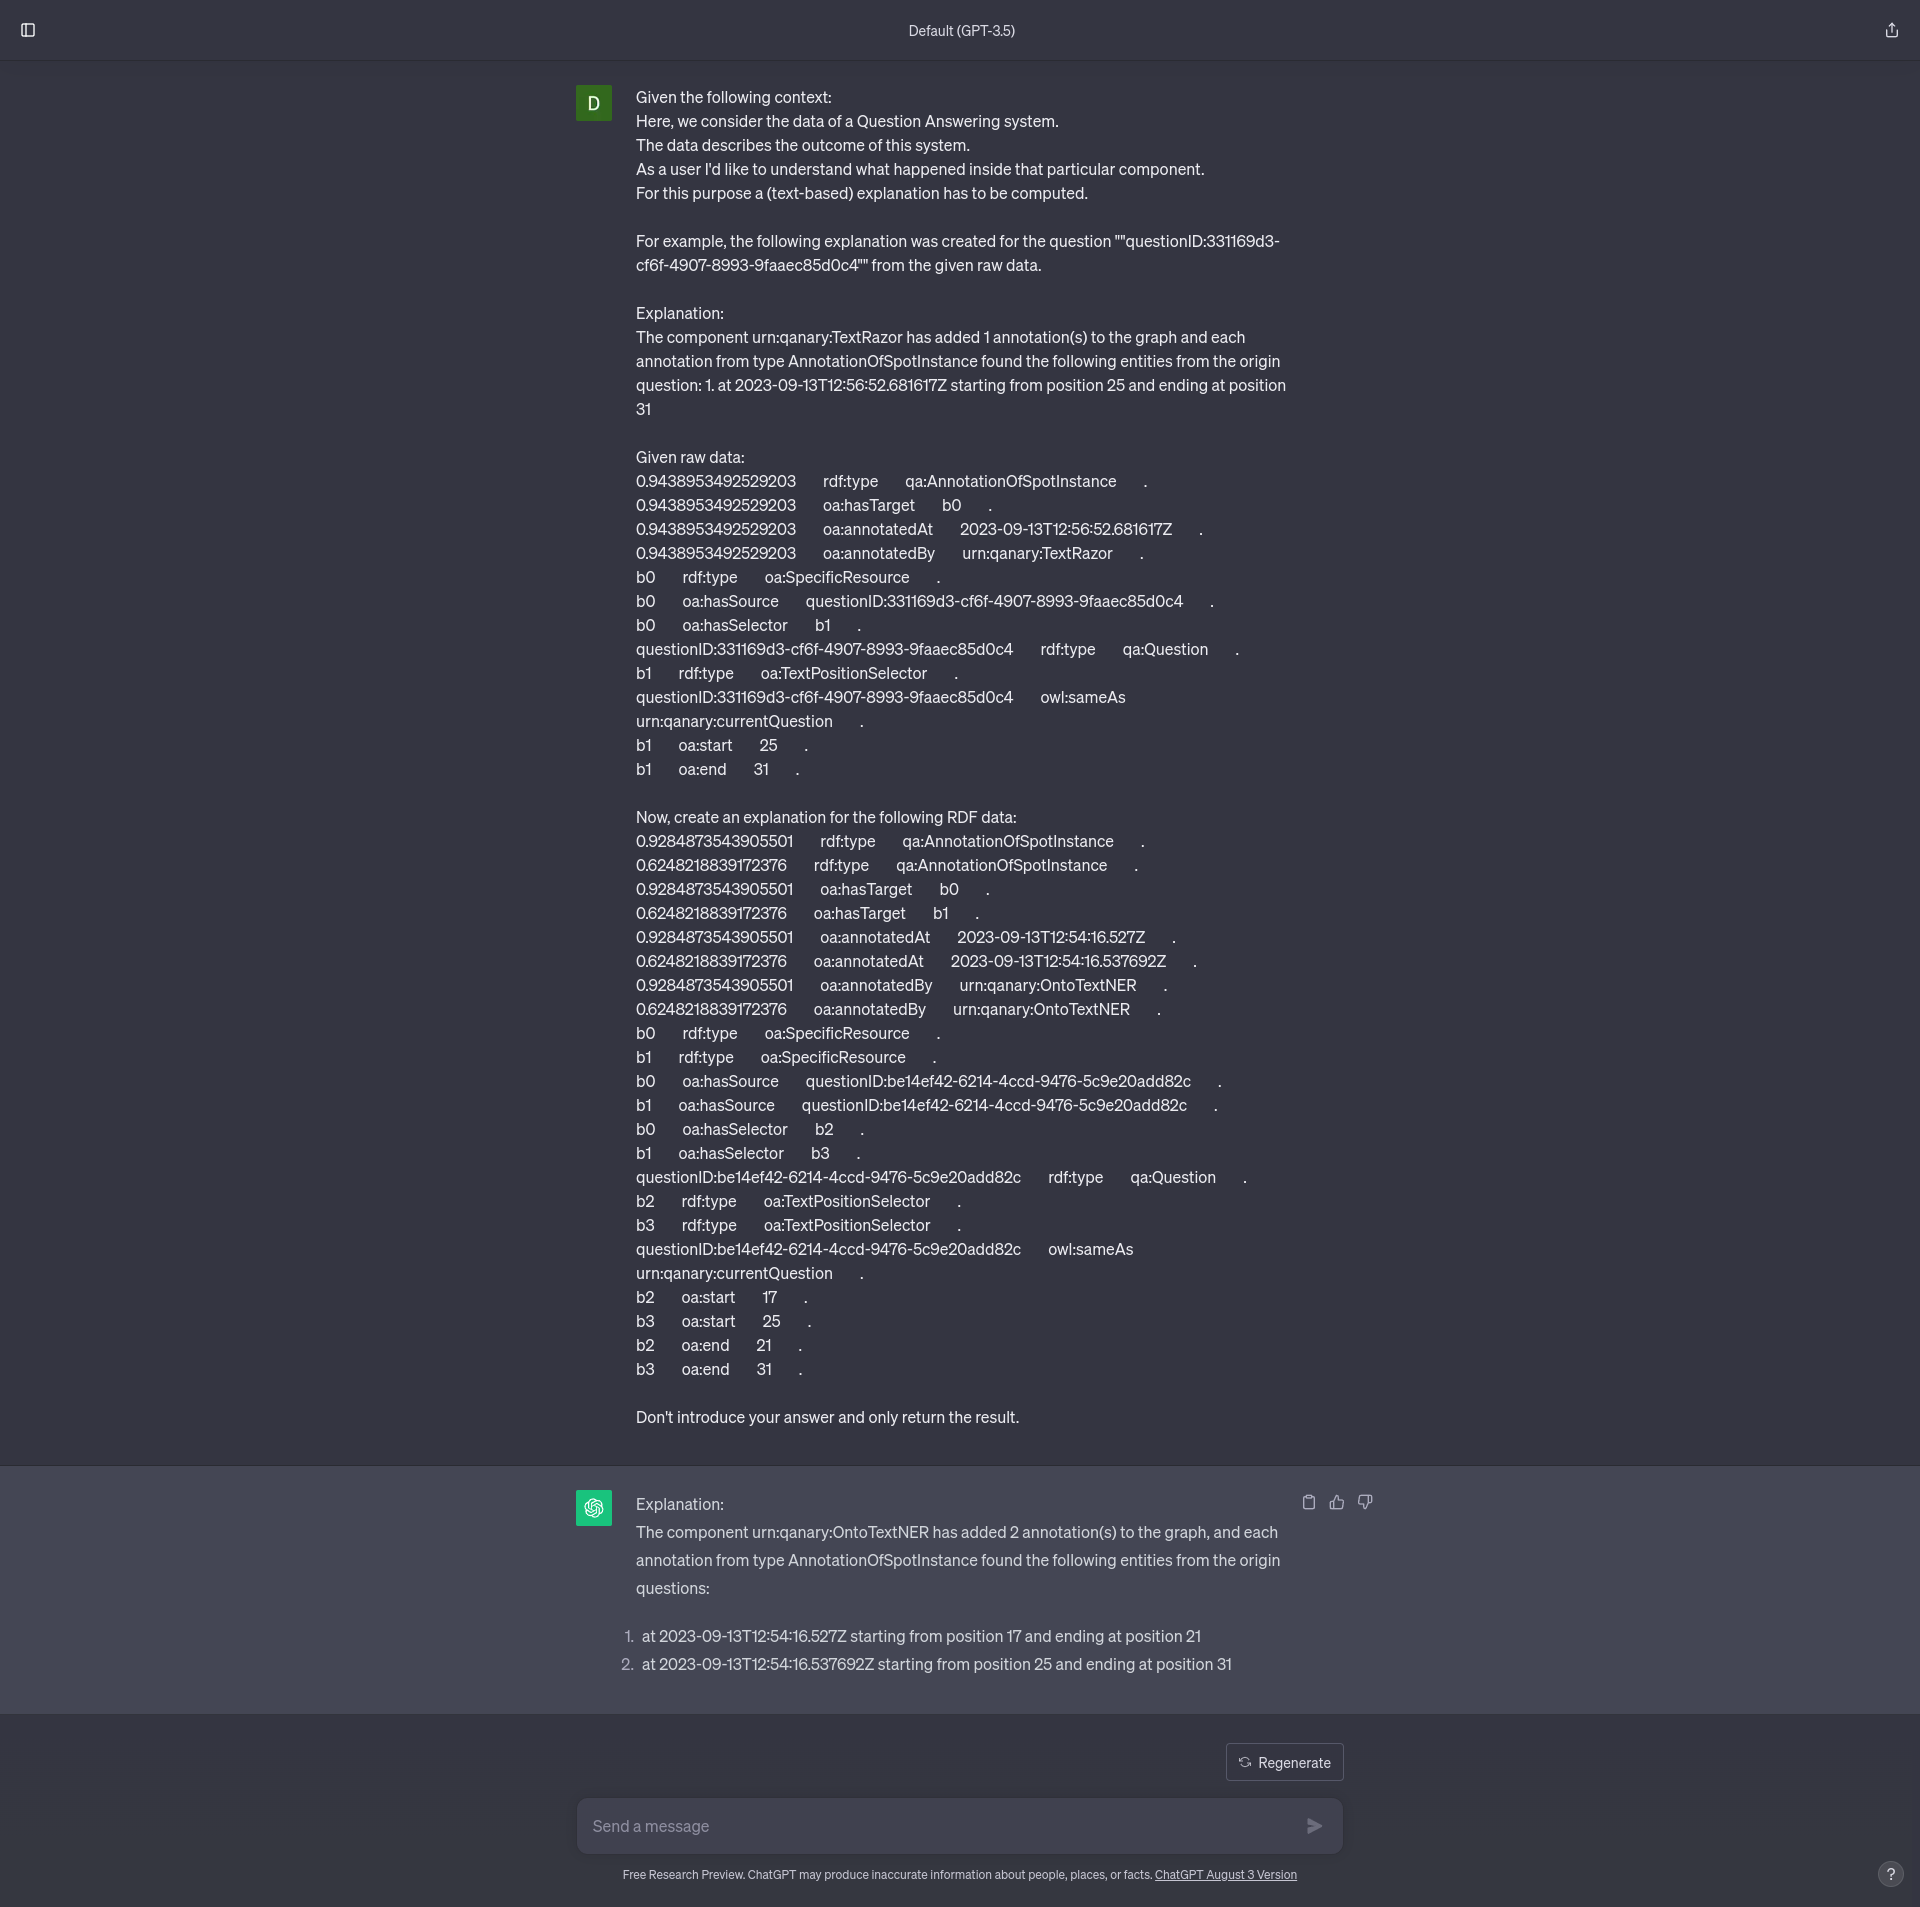 Default (GPT-3.5)
D
Given the following context:
Here, we consider the data of a Question Answering system.
The data describes the outcome of this system.
As a user I'd like to understand what happened inside that particular component.
For this purpose a (text-based) explanation has to be computed.
For example, the following explanation was created for the question ""questionID:331169d3-
cf6f-4907-8993-9faaec85d0c4"" from the given raw data.
Explanation:
The component urn:qanary:TextRazor has added 1 annotation(s) to the graph and each
annotation from type AnnotationOfSpotInstance found the following entities from the origin
question: 1. at 2023-09-13T12:56:52.681617Z starting from position 25 and ending at position
31
Given raw data:
0.9438953492529203 rdf:type qa:AnnotationOfSpotInstance .
0.9438953492529203 oa:hasTarget b0 .
0.9438953492529203 oa:annotatedAt 2023-09-13T12:56:52.681617Z .
0.9438953492529203 oa:annotatedBy urn:qanary:TextRazor .
b0 rdf:type oa:SpecificResource .
b0 oa:hasSource questionID:331169d3-cf6f-4907-8993-9faaec85d0c4 .
b0 oa:hasSelector b1 .
questionID:331169d3-cf6f-4907-8993-9faaec85d0c4 rdf:type qa:Question .
b1 rdf:type oa:TextPositionSelector .
questionID:331169d3-cf6f-4907-8993-9faaec85d0c4 owl:sameAs
urn:qanary:currentQuestion .
b1 oa:start 25 .
b1 oa:end 31 .
Now, create an explanation for the following RDF data:
0.9284873543905501 rdf:type qa:AnnotationOfSpotInstance .
0.6248218839172376 rdf:type qa:AnnotationOfSpotInstance .
0.9284873543905501 oa:hasTarget b0 .
0.6248218839172376 oa:hasTarget b1 .
0.9284873543905501 oa:annotatedAt 2023-09-13T12:54:16.527Z .
0.6248218839172376 oa:annotatedAt 2023-09-13T12:54:16.537692Z .
0.9284873543905501 oa:annotatedBy urn:qanary:OntoTextNER .
0.6248218839172376 oa:annotatedBy urn:qanary:OntoTextNER .
b0 rdf:type oa:SpecificResource .
b1 rdf:type oa:SpecificResource .
b0 oa:hasSource questionID:be14ef42-6214-4ccd-9476-5c9e20add82c .
b1 oa:hasSource questionID:be14ef42-6214-4ccd-9476-5c9e20add82c .
b0 oa:hasSelector b2 .
b1 oa:hasSelector b3 .
questionID:be14ef42-6214-4ccd-9476-5c9e20add82c rdf:type qa:Question .
b2 rdf:type oa:TextPositionSelector .
b3 rdf:type oa:TextPositionSelector .
questionID:be14ef42-6214-4ccd-9476-5c9e20add82c owl:sameAs
urn:qanary:currentQuestion .
b2 oa:start 17 .
b3 oa:start 25 .
b2 oa:end 21 .
b3 oa:end 31 .
Don't introduce your answer and only return the result.
Explanation:
The component urn:qanary:OntoTextNER has added 2 annotation(s) to the graph, and each
annotation from type AnnotationOfSpotInstance found the following entities from the origin
questions:
1. at 2023-09-13T12:54:16.527Z starting from position 17 and ending at position 21
2. at 2023-09-13T12:54:16.537692Z starting from position 25 and ending at position 31
Regenerate
Send a message
Free Research Preview. ChatGPT may produce inaccurate information about people, places, or facts. ChatGPT August 3 Version
?